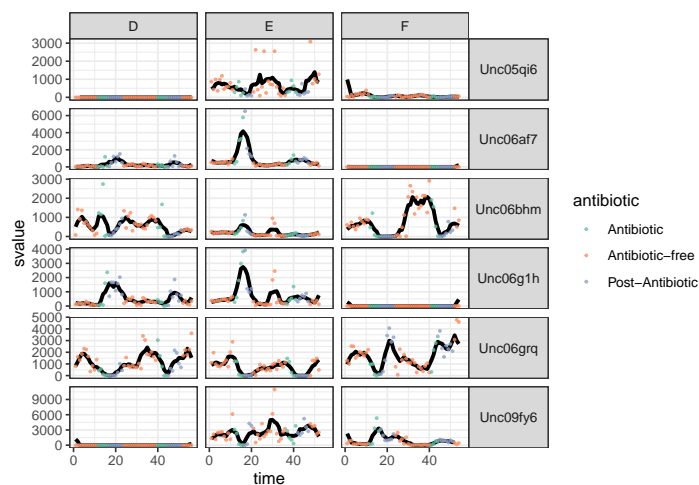 D E F
3000
2000
1000
0
Unc05qi6
6000
4000
2000
0
Unc06af7
3000
2000
1000
0
Unc06bhm
4000
3000
2000
1000
0
Unc06g1h
5000
4000
3000
2000
1000
0
Unc06grq
9000
6000
3000
0
Unc09fy6
0 20 40 0 20 40 0 20 40
time
svalue
antibiotic
Antibiotic
Antibiotic−free
Post−Antibiotic